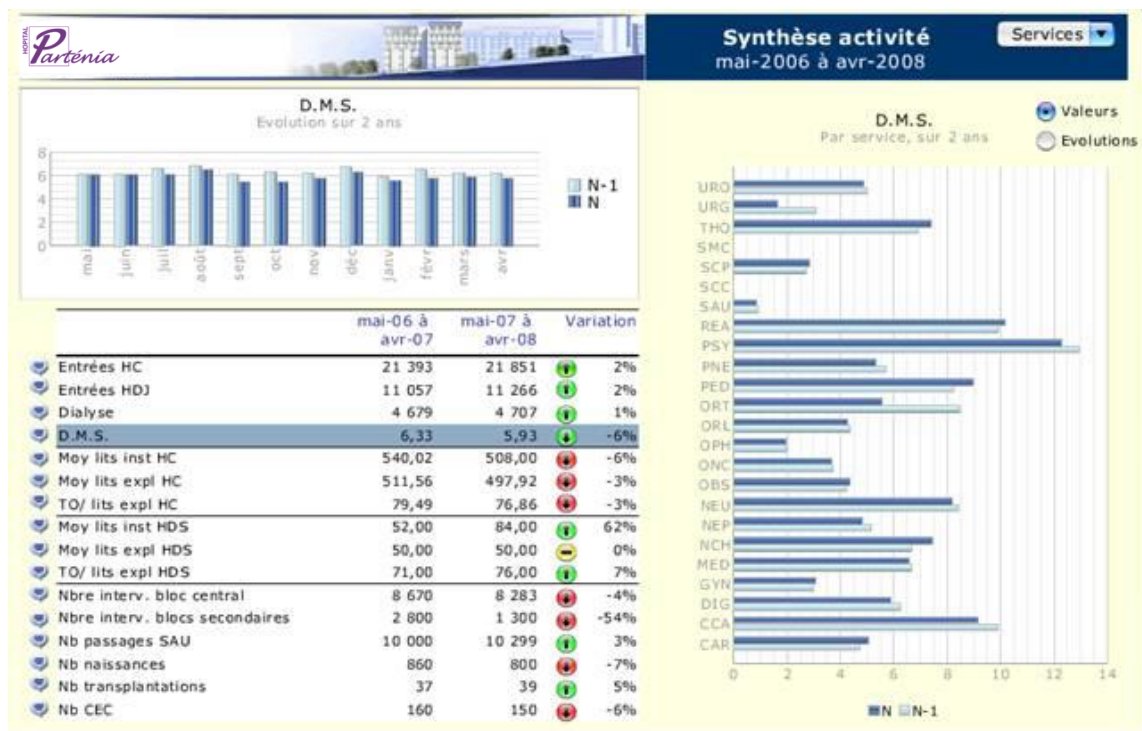 HOPITAL
Parténia
Synthèse activité
mai-2006 à avr-2008
Services
D.M.S.
Evolution sur 2 ans
8
6
4
2
0
mai
juin
juil
août
sept
oct
nov
déc
janv
févr
mars
avr
N-1
N
mai-06 à avr-07 mai-07 à avr-08 Variation
Entrées HC 21 393 21 851 2%
Entrées HDJ 11 057 11 266 2%
Dialyse 4 679 4 707 1%
D.M.S. 6,33 5,93 -6%
Moy lits inst HC 540,02 508,00 -6%
Moy lits expl HC 511,56 497,92 -3%
TO/ lits expl HC 79,49 76,86 -3%
Moy lits inst HDS 52,00 84,00 62%
Moy lits expl HDS 50,00 50,00 0%
TO/ lits expl HDS 71,00 76,00 7%
Nbre interv. bloc central 8 670 8 283 -4%
Nbre interv. blocs secondaires 2 800 1 300 -54%
Nb passages SAU 10 000 10 299 3%
Nb naissances 860 800 -7%
Nb transplantations 37 39 5%
Nb CEC 160 150 -6%
D.M.S.
Par service, sur 2 ans
Valeurs
Evolutions
URO
URG
THO
SMC
SCP
SCC
SAU
REA
PSY
PNE
PED
ORT
ORL
OPH
ONC
OBS
NEU
NEP
NCH
MED
GYN
DIG
CCA
CAR
0 2 4 6 8 10 12 14
N N-1